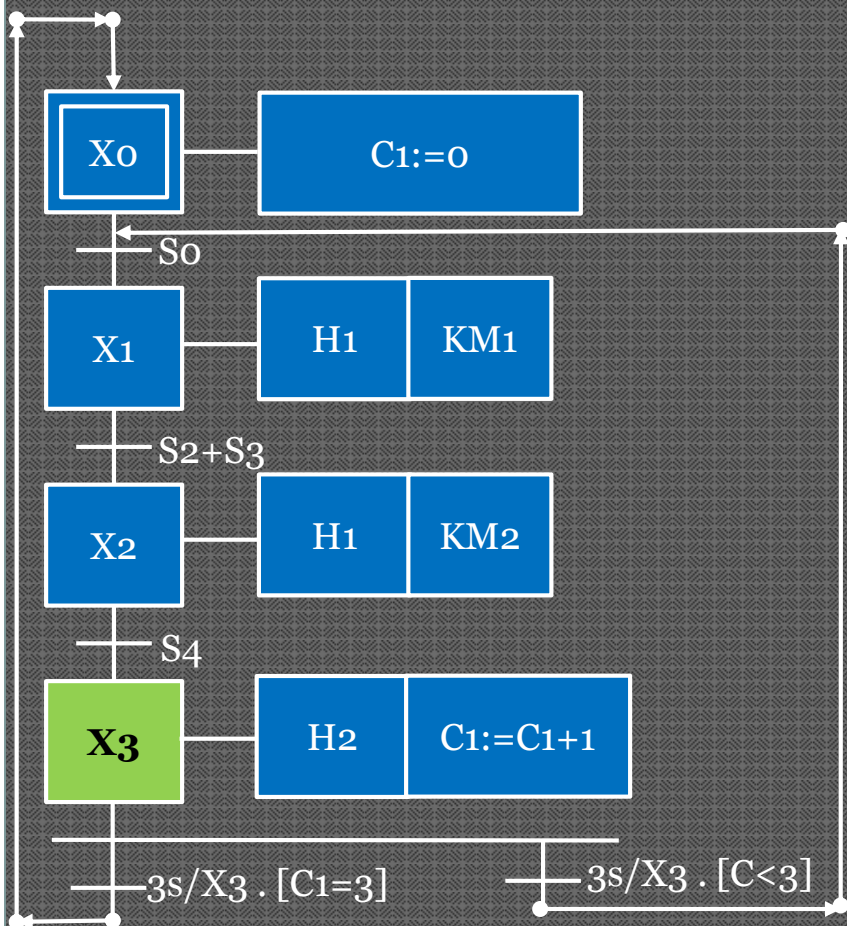 X0
C1:=0
S0
X1
H1
KM1
S2+S3
X2
H1
KM2
S4
X3
H2
C1:=C1+1
3s/X3 . [C1=3]
3s/X3 . [C<3]